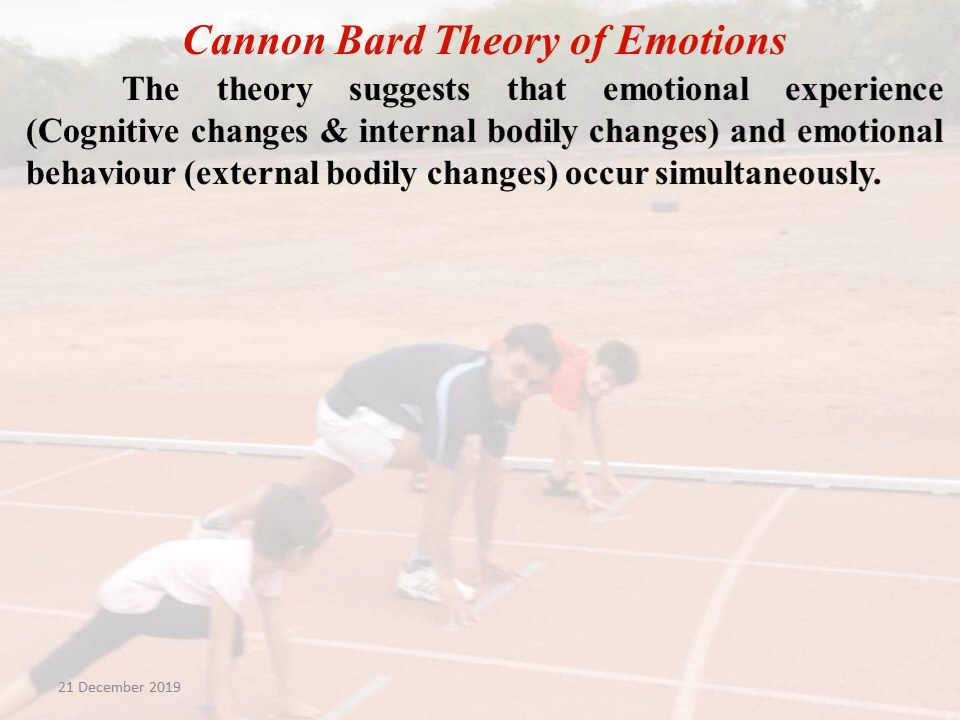 Cannon Bard Theory of Emotions
The theory suggests that emotional experience
(Cognitive changes & internal bodily changes) and emotional
behaviour (external bodily changes) occur simultaneously.
21 December 2019